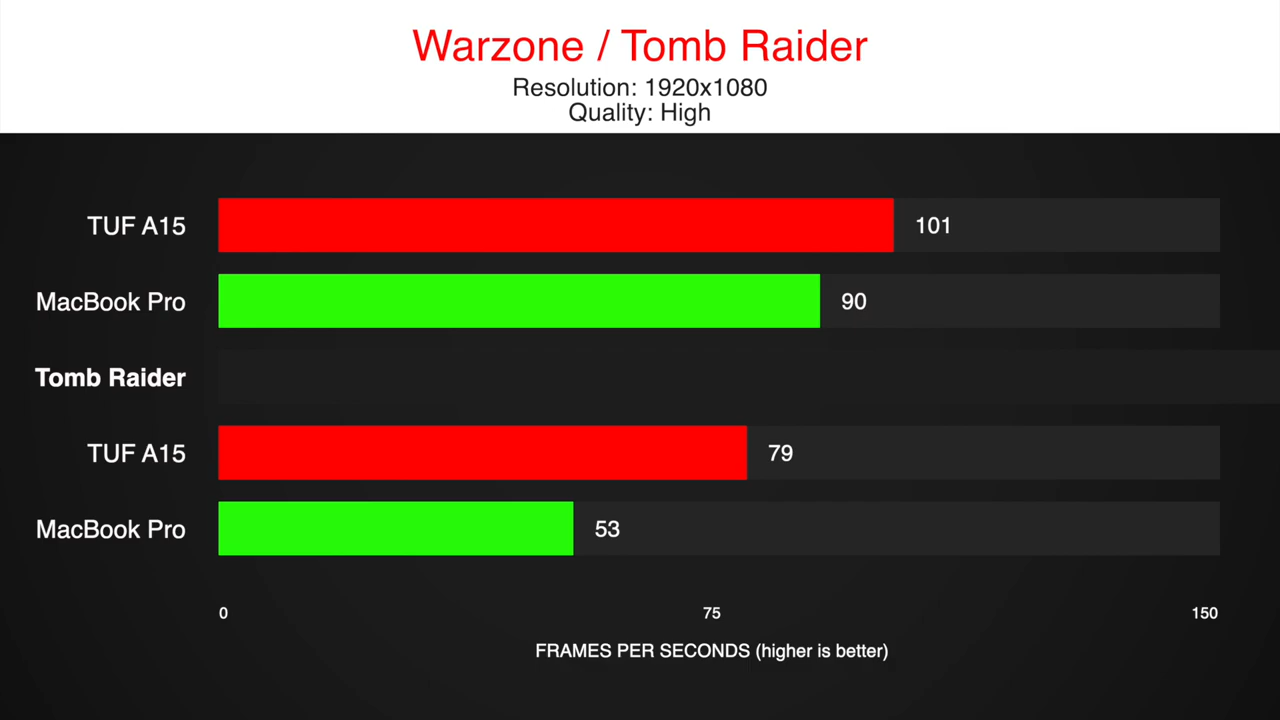 Warzone / Tomb Raider
Resolution: 1920x1080
Quality: High
TUF A15 101
MacBook Pro 90
Tomb Raider
TUF A15 79
MacBook Pro 53
0 75 150
FRAMES PER SECONDS (higher is better)